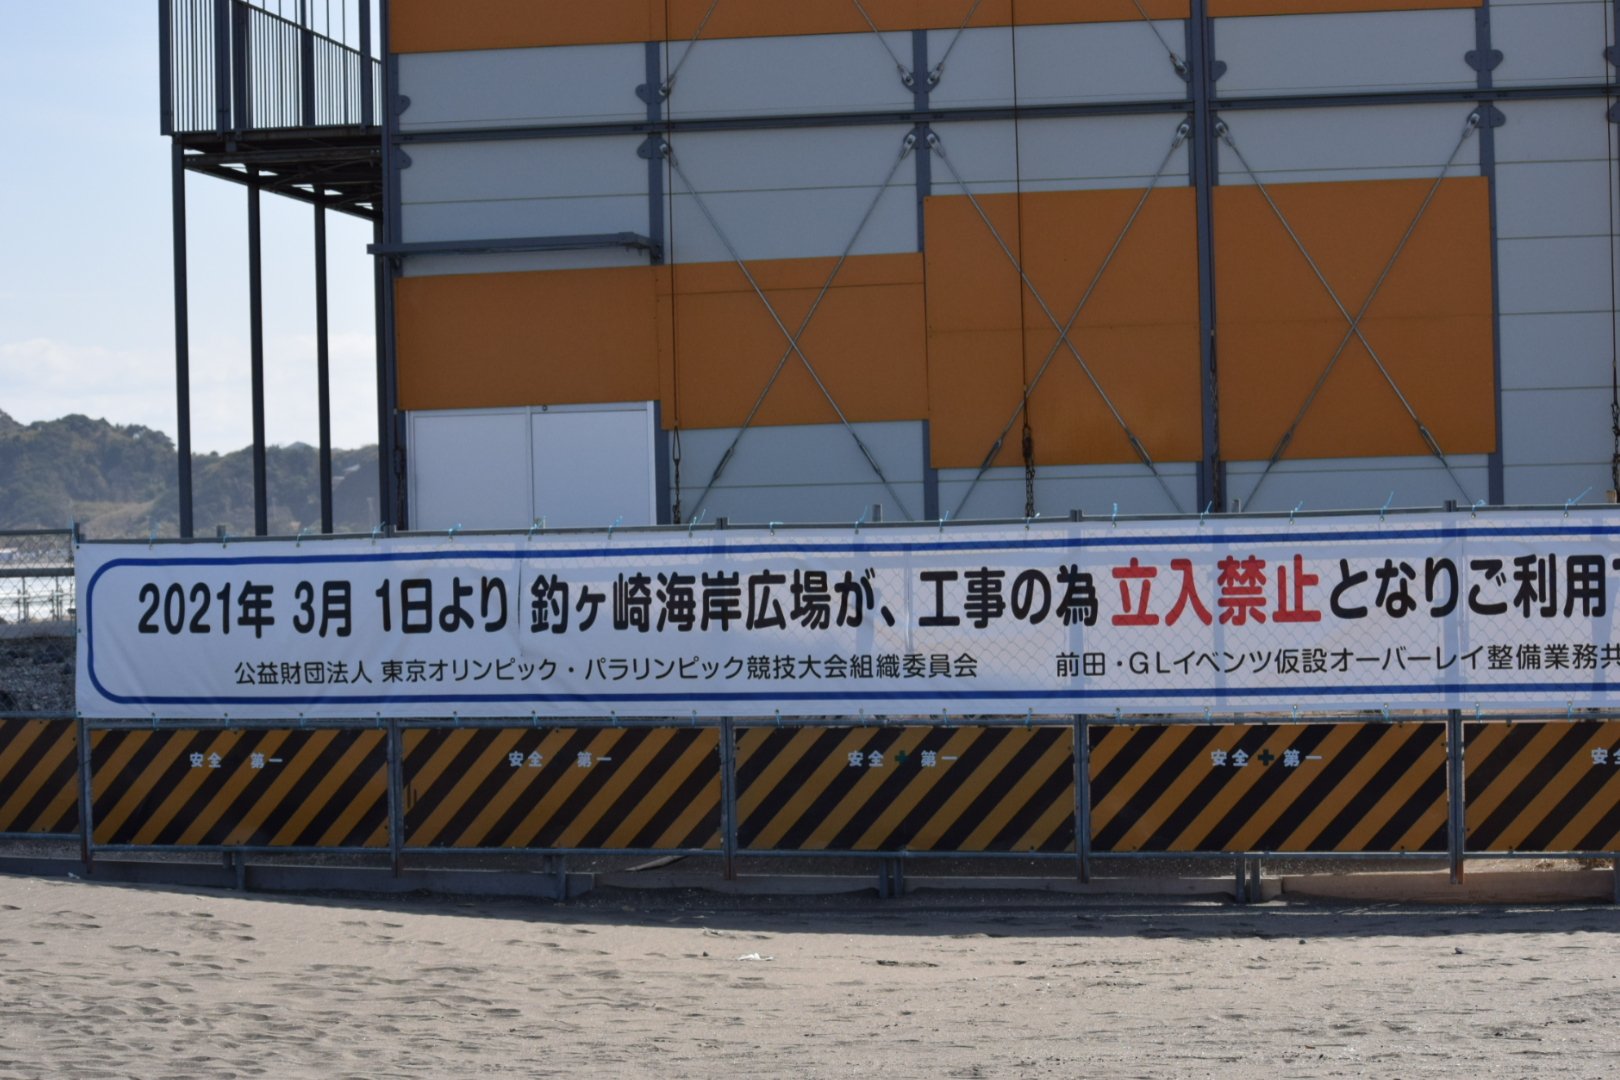 2021年 3月 1日より 釣ヶ崎海岸広場が、工事の為 立入禁止となりご利用
公益財団法人 東京オリンピック・パラリンピック競技大会組織委員会 前田・GLイベンツ仮設オーバーレイ整備業務共
安全 第一
安全 第一
安全 第一
安全 第一
安全